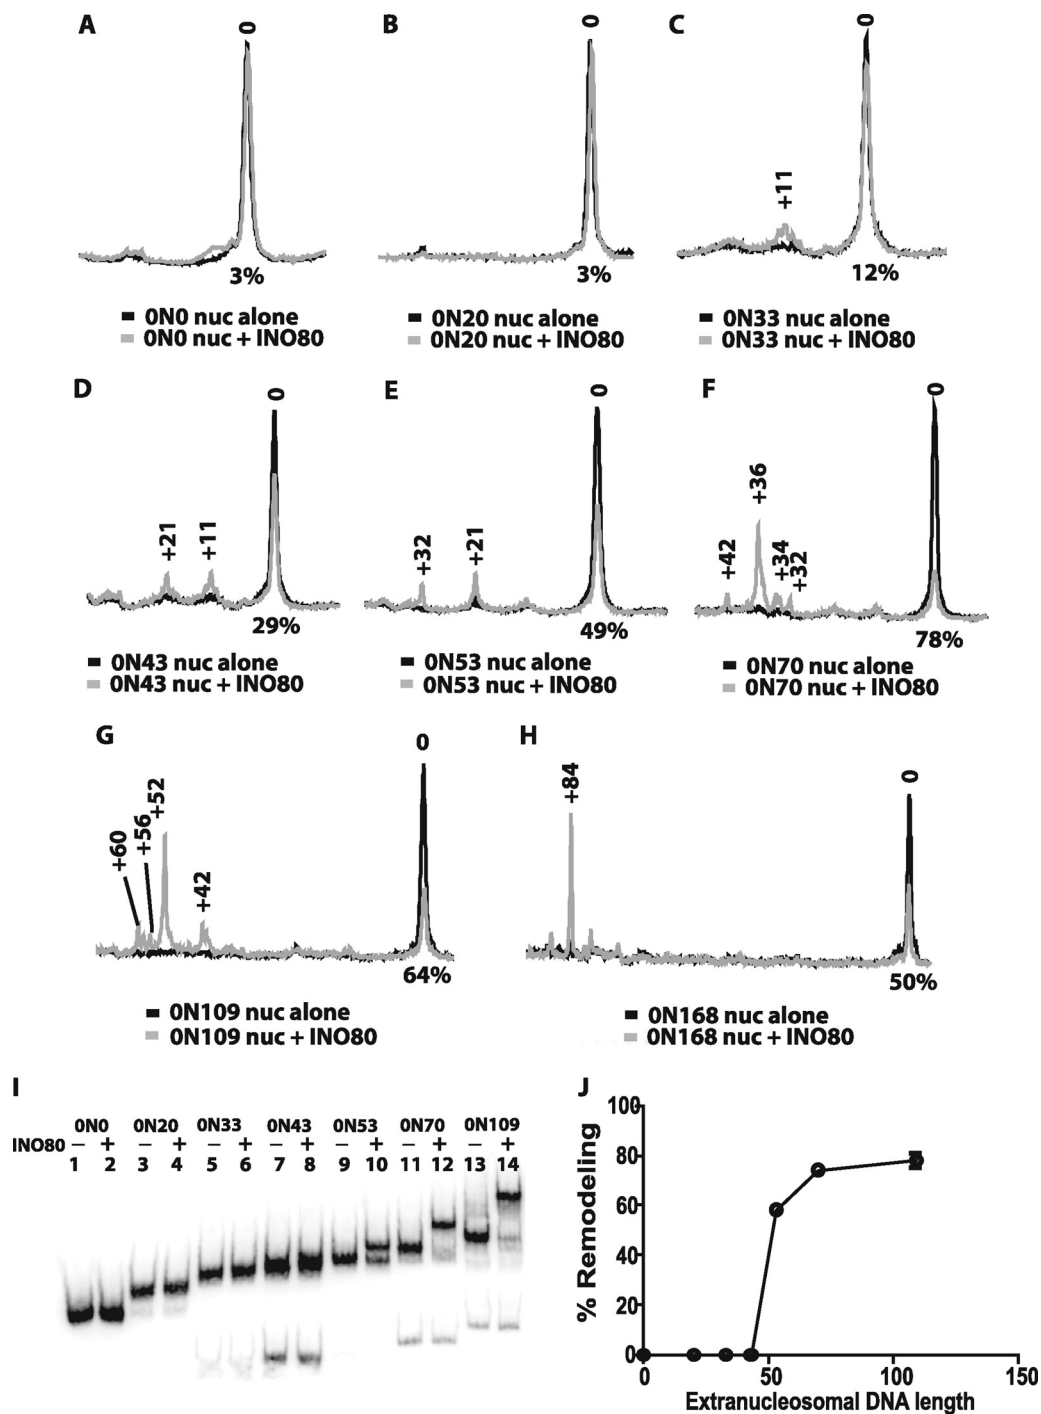 A
0
3%
0N0 nuc alone
0N0 nuc + INO80
B
0
3%
0N20 nuc alone
0N20 nuc + INO80
C
0
+11
12%
0N33 nuc alone
0N33 nuc + INO80
D
0
+21
+11
29%
0N43 nuc alone
0N43 nuc + INO80
E
0
+32
+21
49%
0N53 nuc alone
0N53 nuc + INO80
F
0
+42
+36
+34
+32
78%
0N70 nuc alone
0N70 nuc + INO80
G
0
+60
+56
+52
+42
64%
0N109 nuc alone
0N109 nuc + INO80
H
0
+84
50%
0N168 nuc alone
0N168 nuc + INO80
I
0N0 0N20 0N33 0N43 0N53 0N70 0N109
INO80 − + − + − + − + − + − + − +
1 2 3 4 5 6 7 8 9 10 11 12 13 14
J
100
80
60
40
20
0
% Remodeling
0 50 100 150
Extranucleosomal DNA length